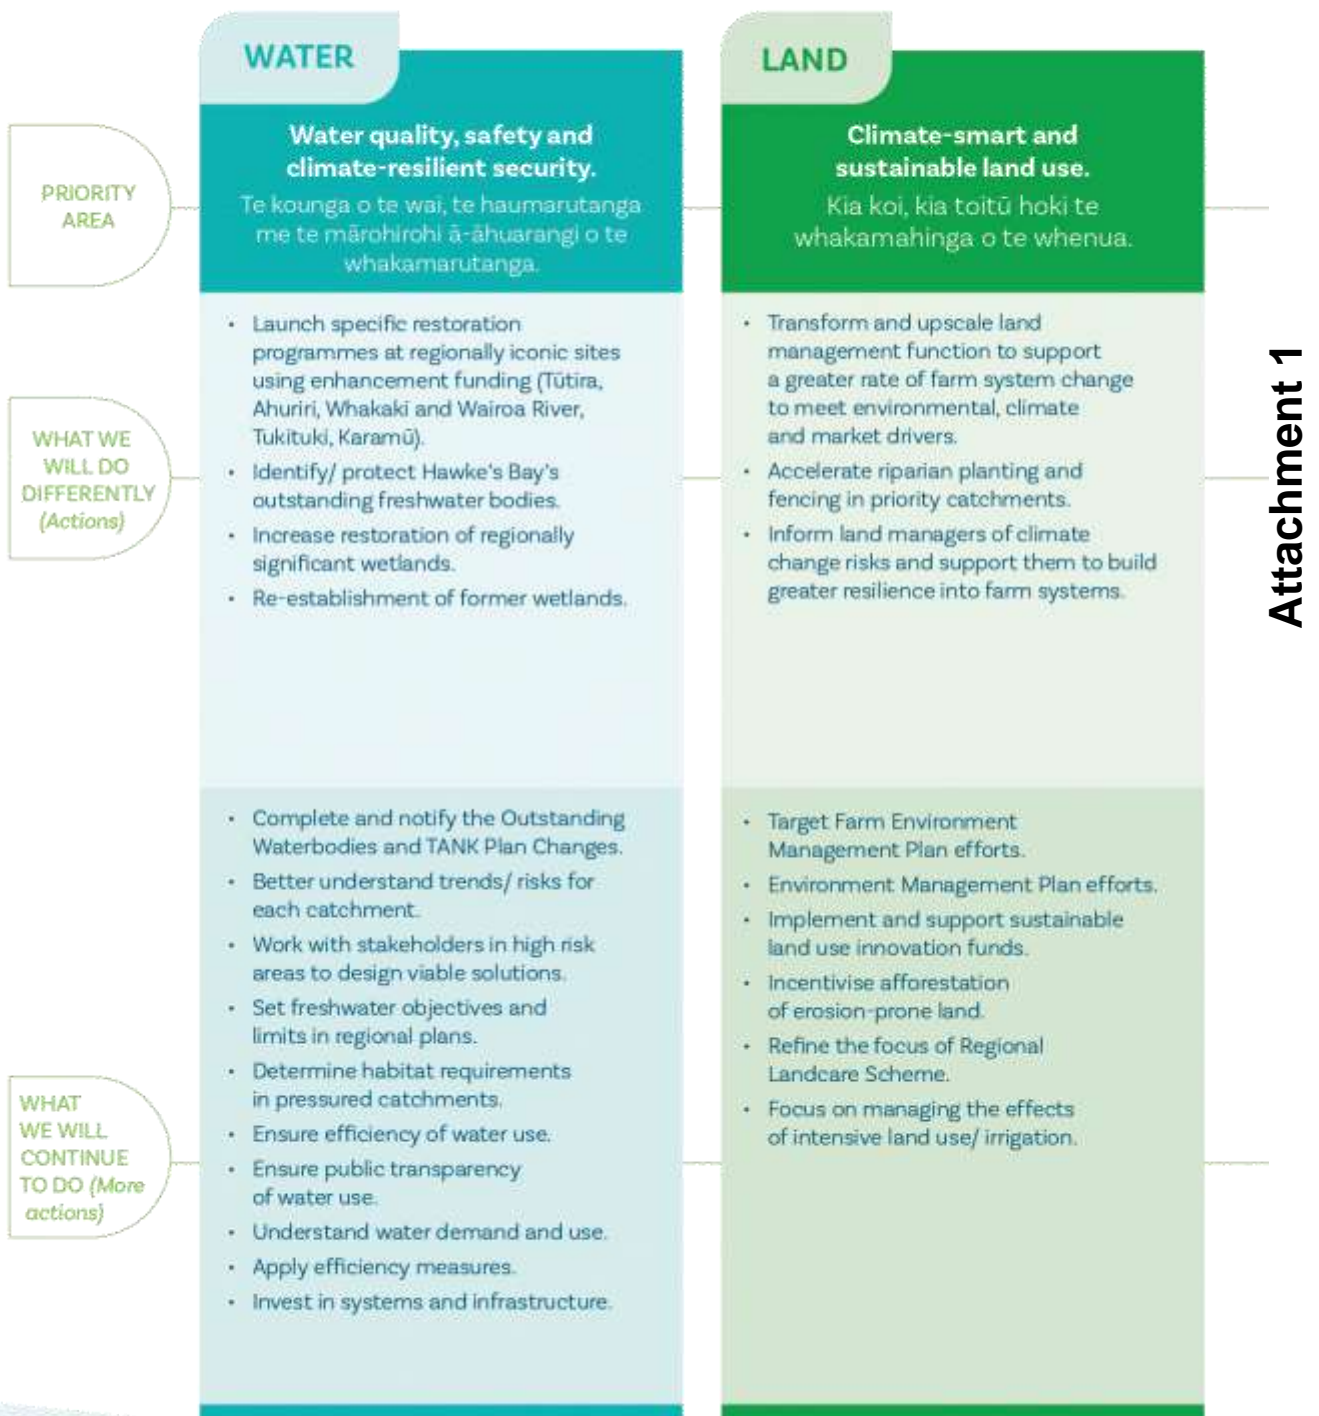 WATER
LAND
PRIORITY
AREA
Water quality, safety and
climate-resilient security.
Te kounga o te wai, te haumarutanga
me te mārohirohi ā-āhuarangi o te
whakamarutanga.
Climate-smart and
sustainable land use.
Kia koi, kia toitū hoki te
whakamahinga o te whenua.
WHAT WE
WILL DO
DIFFERENTLY
(Actions)
• Launch specific restoration
programmes at regionally iconic sites
using enhancement funding (Tūtira,
Ahuriri, Whakakī and Wairoa River,
Tukituki, Karamū).
• Identify/ protect Hawke's Bay's
outstanding freshwater bodies.
• Increase restoration of regionally
significant wetlands.
• Re-establishment of former wetlands.
• Transform and upscale land
management function to support
a greater rate of farm system change
to meet environmental, climate
and market drivers.
• Accelerate riparian planting and
fencing in priority catchments.
• Inform land managers of climate
change risks and support them to build
greater resilience into farm systems.
WHAT
WE WILL
CONTINUE
TO DO (More
actions)
• Complete and notify the Outstanding
Waterbodies and TANK Plan Changes.
• Better understand trends/ risks for
each catchment.
• Work with stakeholders in high risk
areas to design viable solutions.
• Set freshwater objectives and
limits in regional plans.
• Determine habitat requirements
in pressured catchments.
• Ensure efficiency of water use.
• Ensure public transparency
of water use.
• Understand water demand and use.
• Apply efficiency measures.
• Invest in systems and infrastructure.
• Target Farm Environment
Management Plan efforts.
• Environment Management Plan efforts.
• Implement and support sustainable
land use innovation funds.
• Incentivise afforestation
of erosion-prone land.
• Refine the focus of Regional
Landcare Scheme.
• Focus on managing the effects
of intensive land use/ irrigation.
Attachment 1